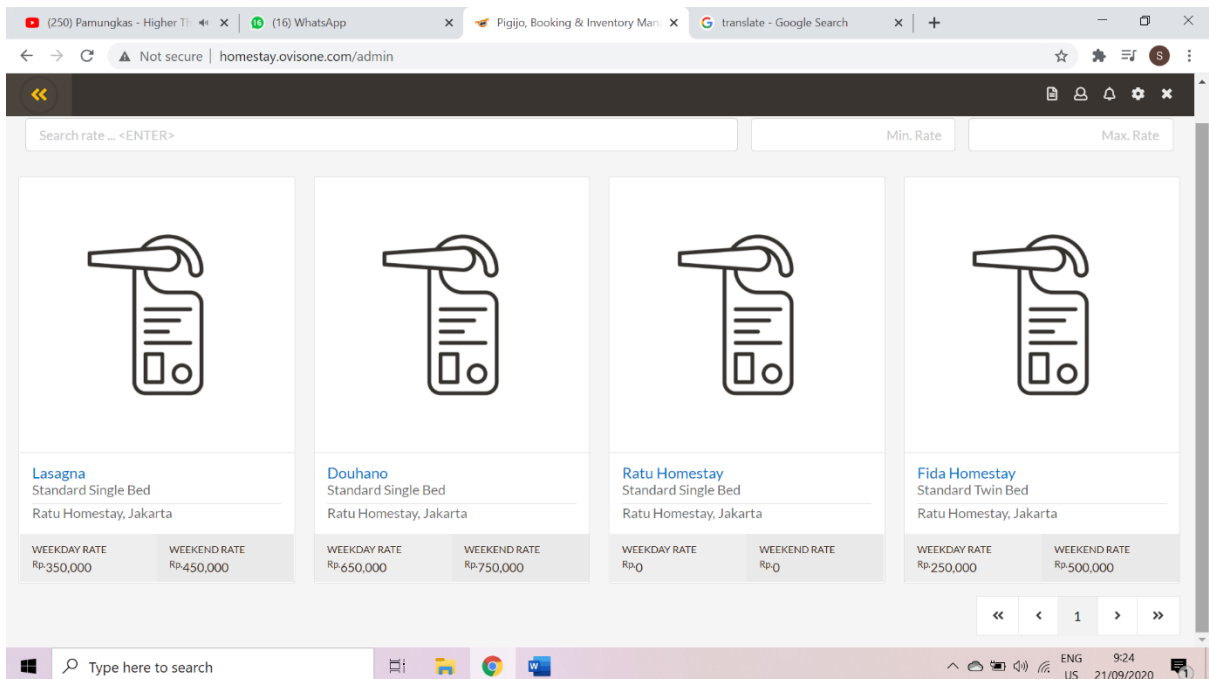 (250) Pamungkas - Higher Th
(16) WhatsApp
Pigijo, Booking & Inventory Man
translate - Google Search
Not secure | homestay.ovisone.com/admin
S
Search rate ... <ENTER>
Min. Rate
Max. Rate
Lasagna
Standard Single Bed
Ratu Homestay, Jakarta
WEEKDAY RATE WEEKEND RATE
Rp.350,000 Rp.450,000
Douhano
Standard Single Bed
Ratu Homestay, Jakarta
WEEKDAY RATE WEEKEND RATE
Rp.650,000 Rp.750,000
Ratu Homestay
Standard Single Bed
Ratu Homestay, Jakarta
WEEKDAY RATE WEEKEND RATE
Rp.0 Rp.0
Fida Homestay
Standard Twin Bed
Ratu Homestay, Jakarta
WEEKDAY RATE WEEKEND RATE
Rp.250,000 Rp.500,000
« ‹ 1 › »
Type here to search
W
ENG
US
9:24
21/09/2020
1